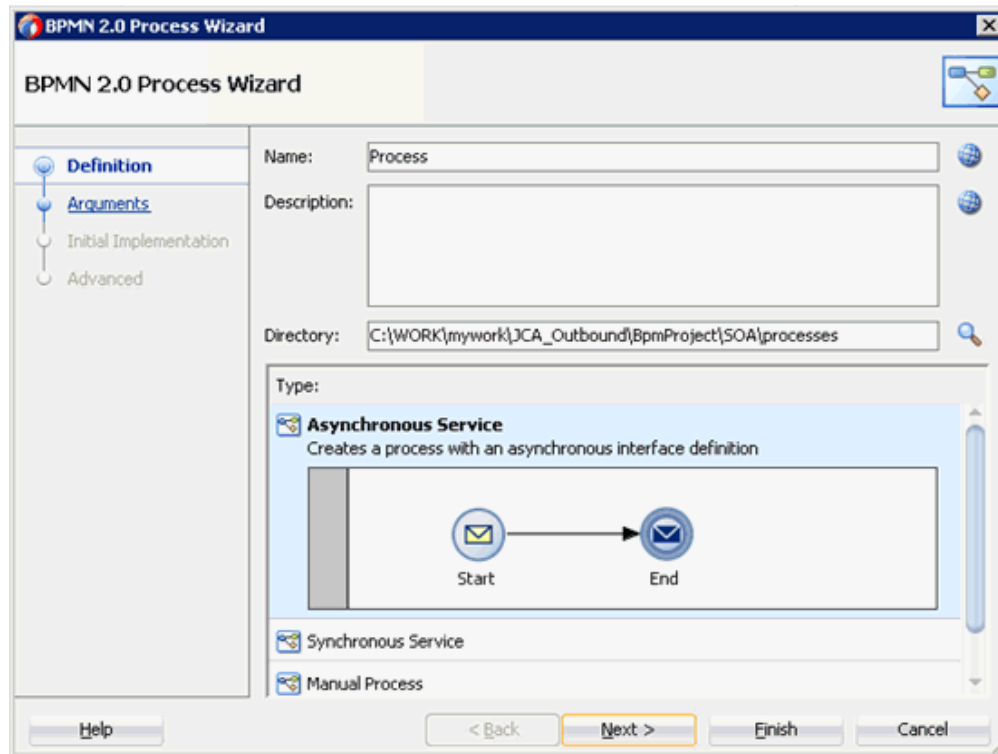 BPMN 2.0 Process Wizard
BPMN 2.0 Process Wizard
Definition
Arguments
Initial Implementation
Advanced
Name: Process
Description:
Directory: C:\WORK\mywork\JCA_Outbound\BpmProject\SOA\processes
Type:
Asynchronous Service
Creates a process with an asynchronous interface definition
Start End
Synchronous Service
Manual Process
Help < Back Next > Finish Cancel